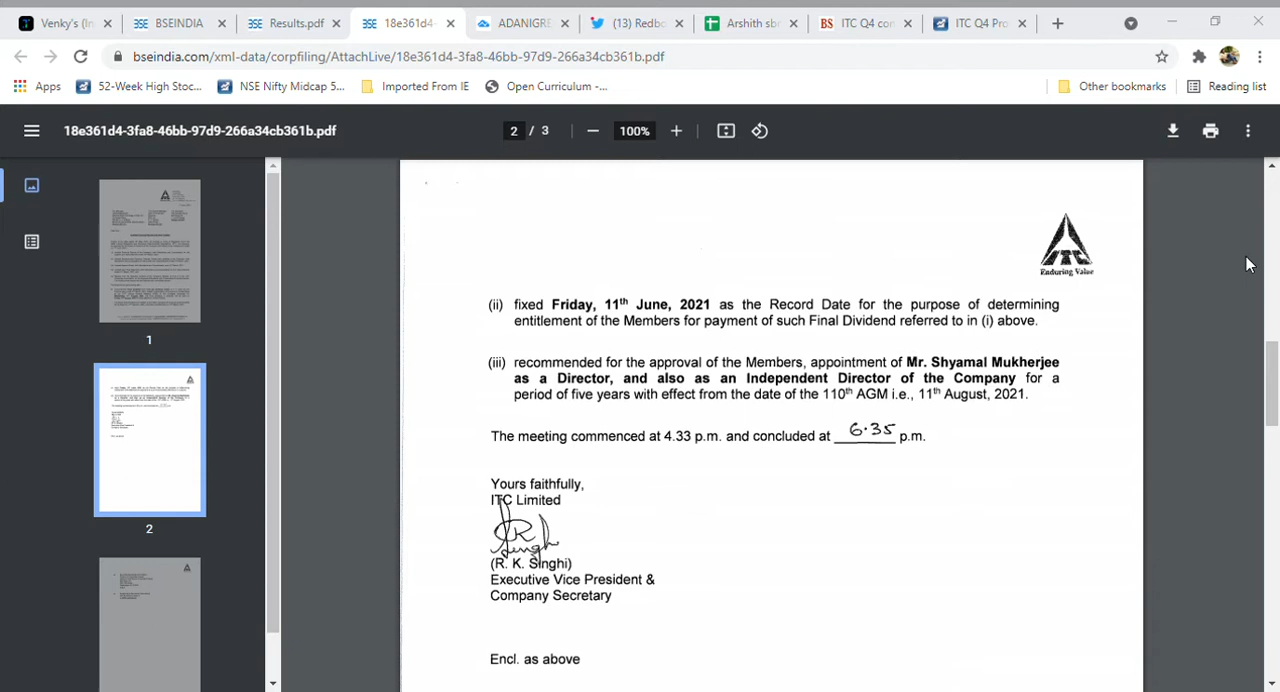 Venky's (In
BSEINDIA
Results.pdf
18e361d4-
ADANIGRE
(13) Redbo
Arshith sbr
BS ITC Q4 con
ITC Q4 Pro
bseindia.com/xml-data/corpfiling/AttachLive/18e361d4-3fa8-46bb-97d9-266a34cb361b.pdf
Apps
52-Week High Stoc...
NSE Nifty Midcap 5...
Imported From IE
Open Curriculum -...
Other bookmarks
Reading list
18e361d4-3fa8-46bb-97d9-266a34cb361b.pdf
2 / 3
100%
1
2
ITC
Enduring Value
(ii) fixed Friday, 11th June, 2021 as the Record Date for the purpose of determining
entitlement of the Members for payment of such Final Dividend referred to in (i) above.
(iii) recommended for the approval of the Members, appointment of Mr. Shyamal Mukherjee
as a Director, and also as an Independent Director of the Company for a
period of five years with effect from the date of the 110th AGM i.e., 11th August, 2021.
The meeting commenced at 4.33 p.m. and concluded at 6.35 p.m.
Yours faithfully,
ITC Limited
(R. K. Singhi)
Executive Vice President &
Company Secretary
Encl. as above